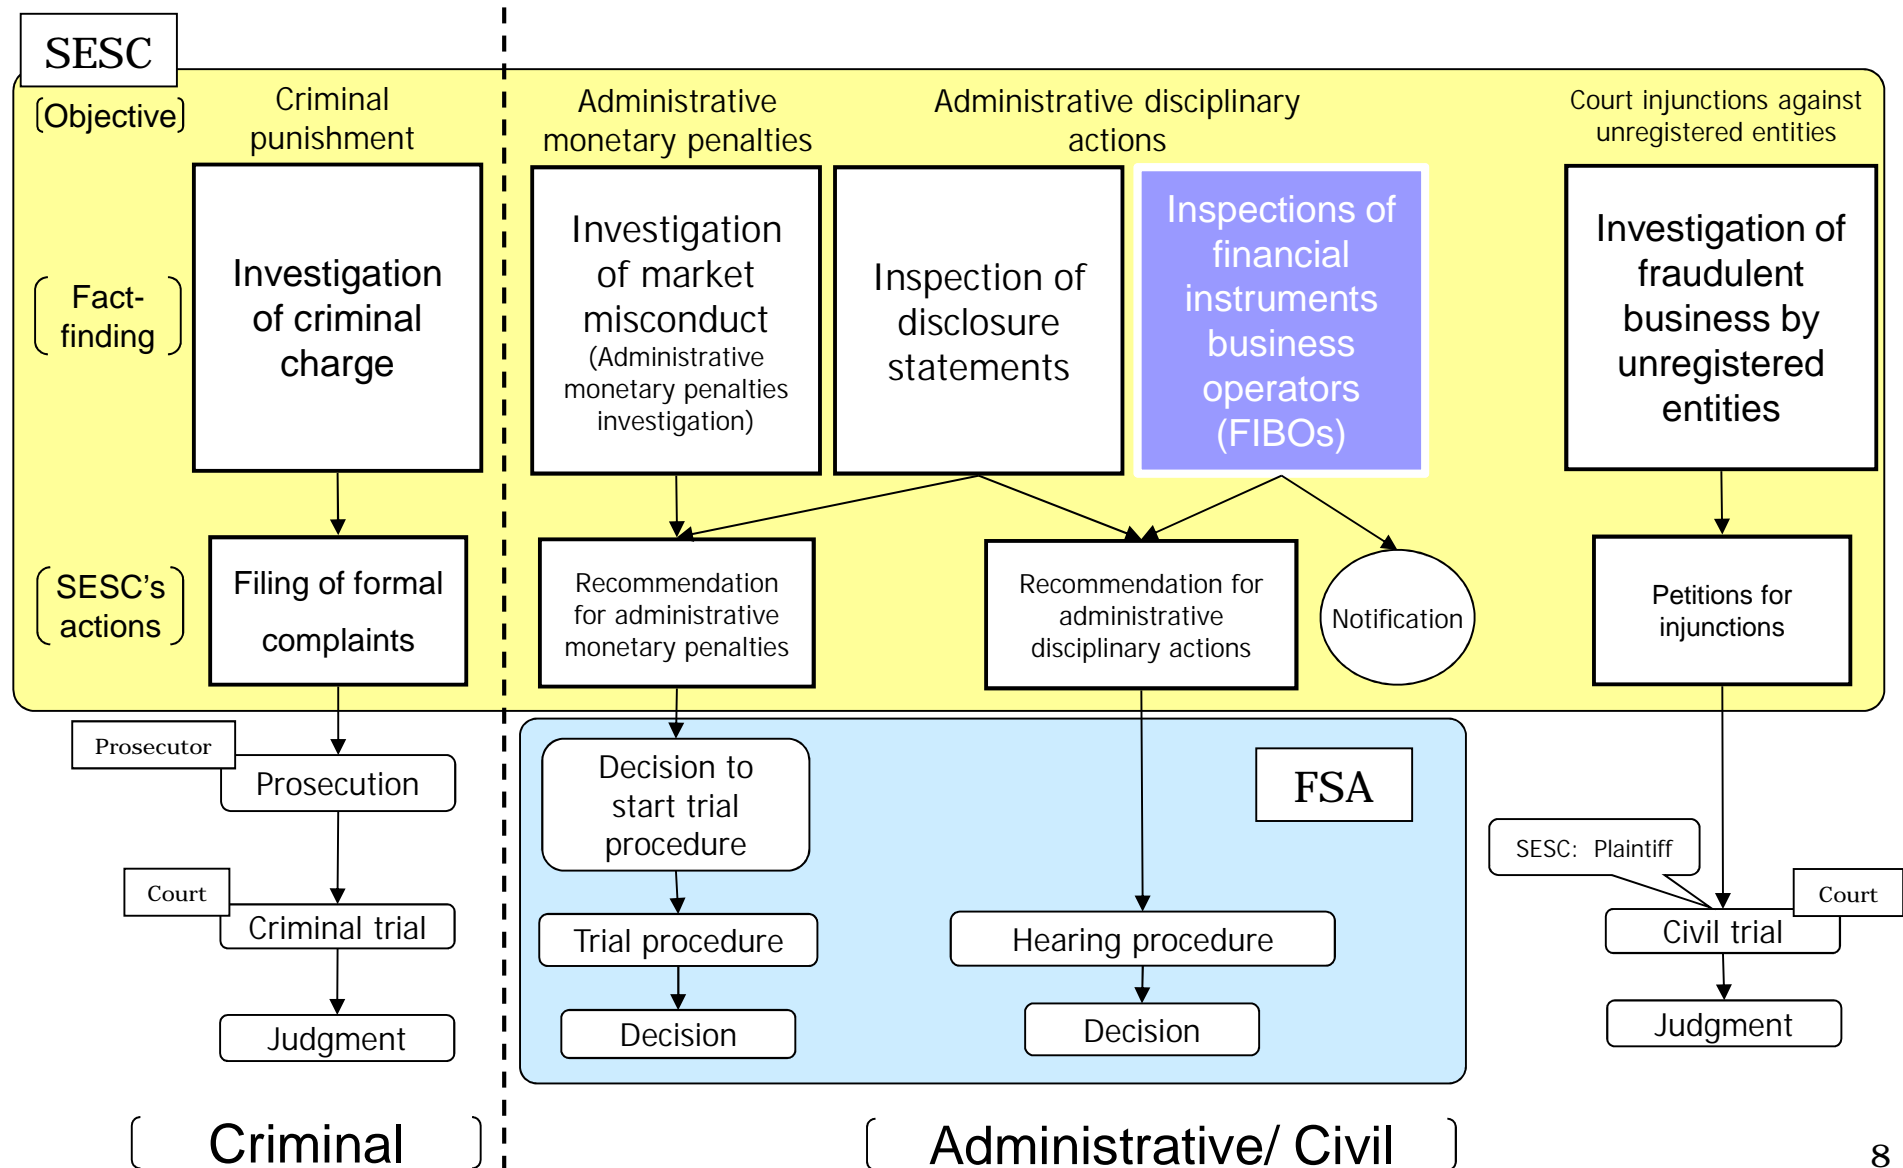 SESC
[Objective]
Criminal
punishment
Administrative
monetary penalties
Administrative disciplinary
actions
Court injunctions against
unregistered entities
Fact-
finding
Investigation
of criminal
charge
Investigation
of market
misconduct
(Administrative
monetary penalties
investigation)
Inspection of
disclosure
statements
Inspections of
financial
instruments
business
operators
(FIBOs)
Investigation of
fraudulent
business by
unregistered
entities
SESC’s
actions
Filing of formal
complaints
Recommendation
for administrative
monetary penalties
Recommendation for
administrative
disciplinary actions
Notification
Petitions for
injunctions
Prosecutor
Prosecution
Court
Criminal trial
Judgment
FSA
Decision to
start trial
procedure
Trial procedure
Decision
Hearing procedure
Decision
SESC: Plaintiff
Court
Civil trial
Judgment
[ Criminal ]
[ Administrative/ Civil ]
8